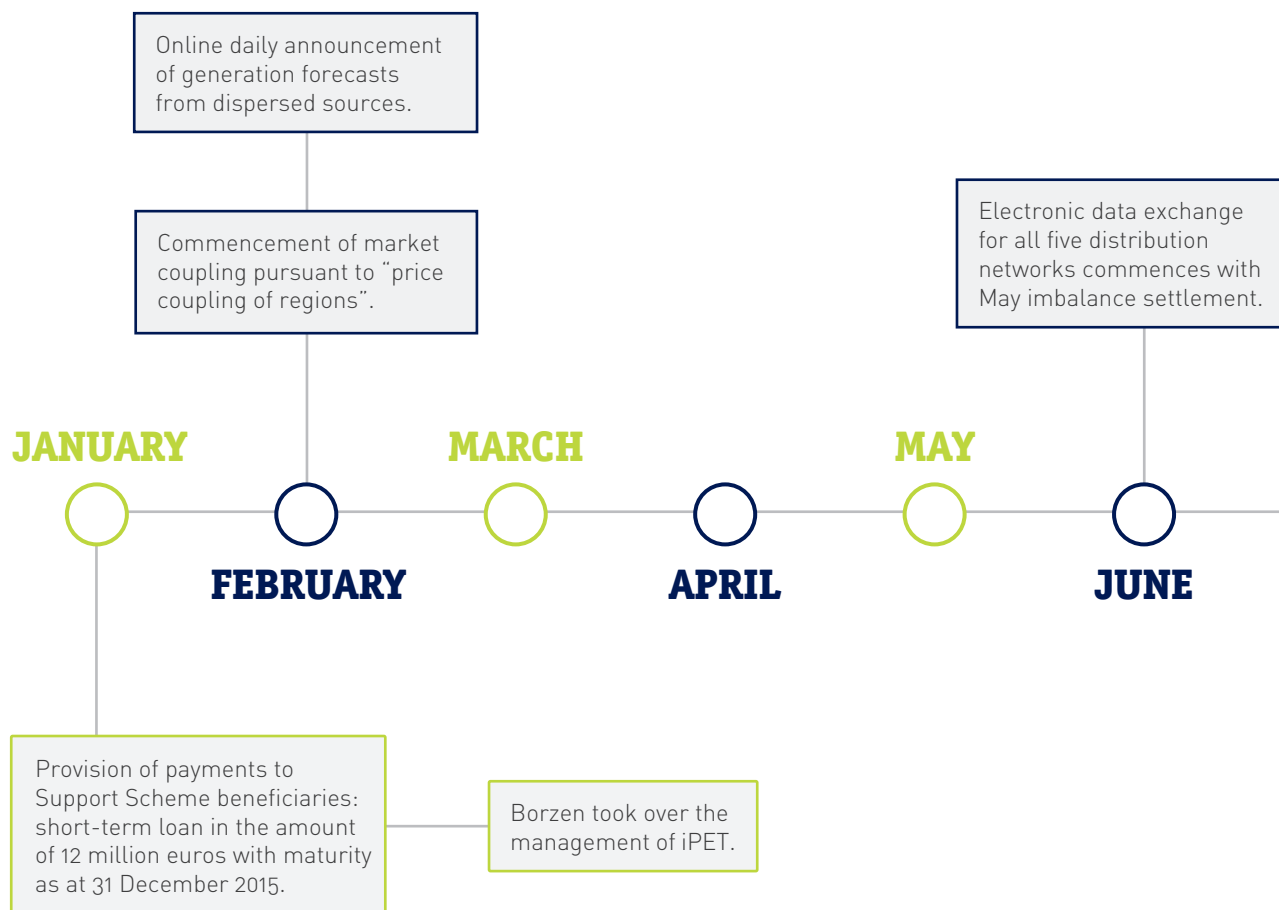 Online daily announcement
of generation forecasts
from dispersed sources.
Commencement of market
coupling pursuant to “price
coupling of regions”.
Electronic data exchange
for all five distribution
networks commences with
May imbalance settlement.
JANUARY
MARCH
MAY
FEBRUARY
APRIL
JUNE
Provision of payments to
Support Scheme beneficiaries:
short-term loan in the amount
of 12 million euros with maturity
as at 31 December 2015.
Borzen took over the
management of iPET.